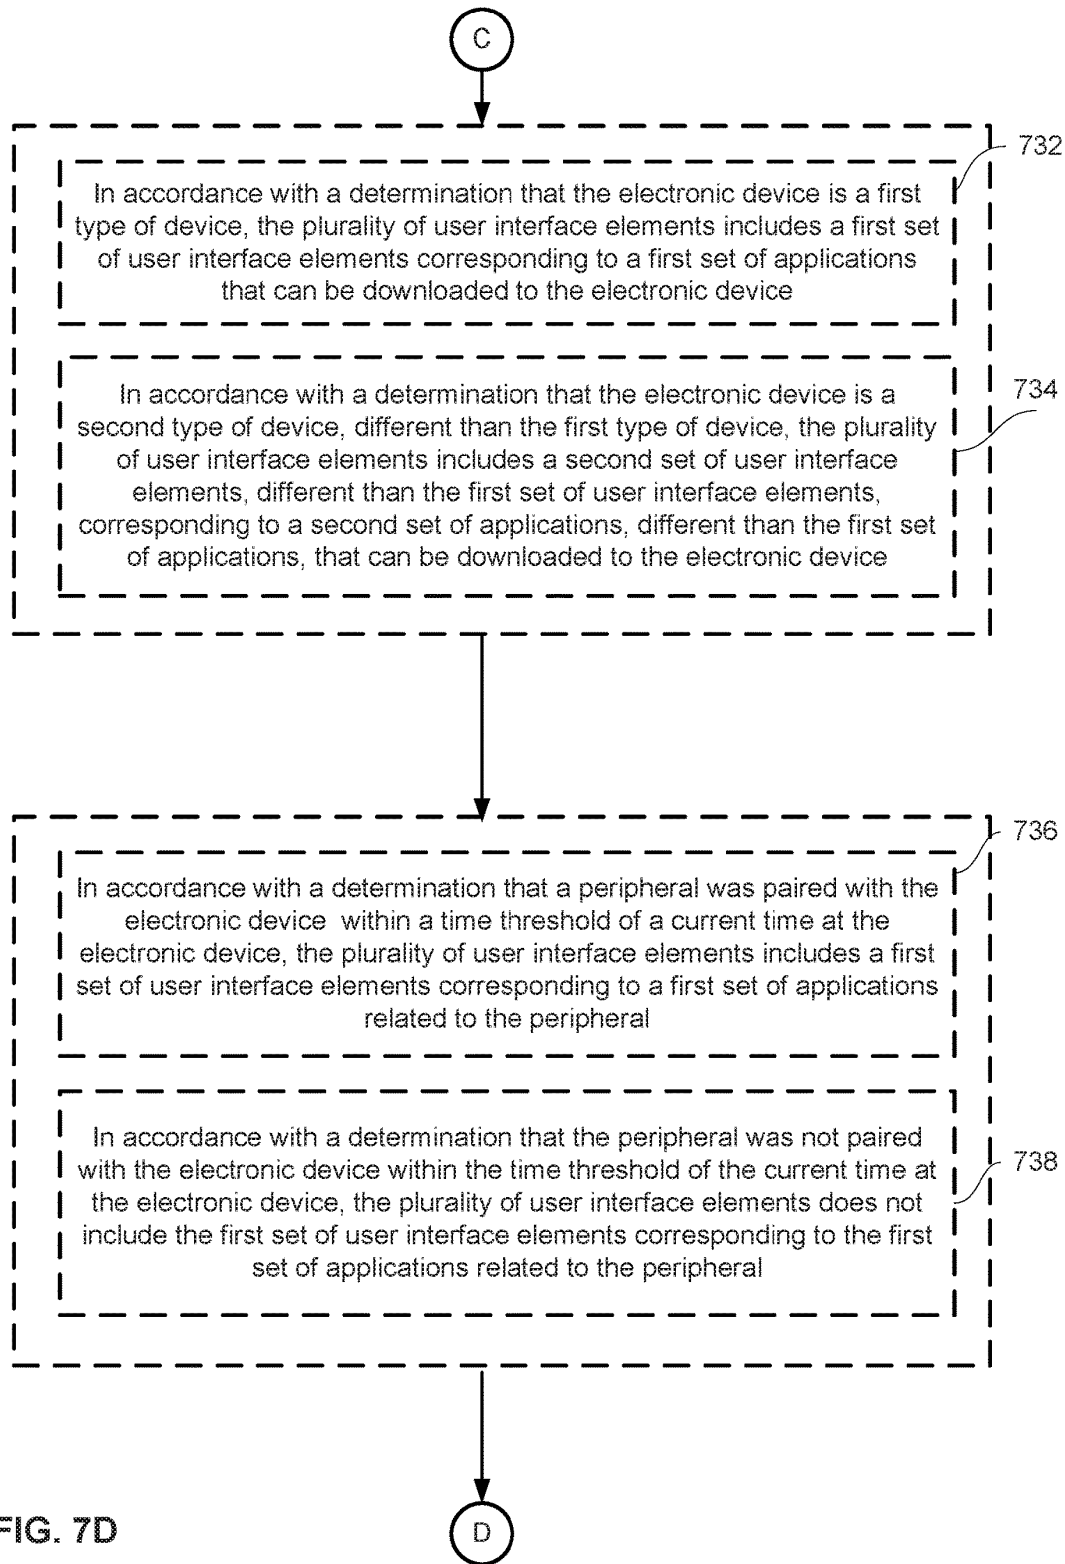 C
732
In accordance with a determination that the electronic device is a first
type of device, the plurality of user interface elements includes a first set
of user interface elements corresponding to a first set of applications
that can be downloaded to the electronic device
734
In accordance with a determination that the electronic device is a
second type of device, different than the first type of device, the plurality
of user interface elements includes a second set of user interface
elements, different than the first set of user interface elements,
corresponding to a second set of applications, different than the first set
of applications, that can be downloaded to the electronic device
736
In accordance with a determination that a peripheral was paired with the
electronic device within a time threshold of a current time at the
electronic device, the plurality of user interface elements includes a first
set of user interface elements corresponding to a first set of applications
related to the peripheral
738
In accordance with a determination that the peripheral was not paired
with the electronic device within the time threshold of the current time at
the electronic device, the plurality of user interface elements does not
include the first set of user interface elements corresponding to the first
set of applications related to the peripheral
FIG. 7D
D